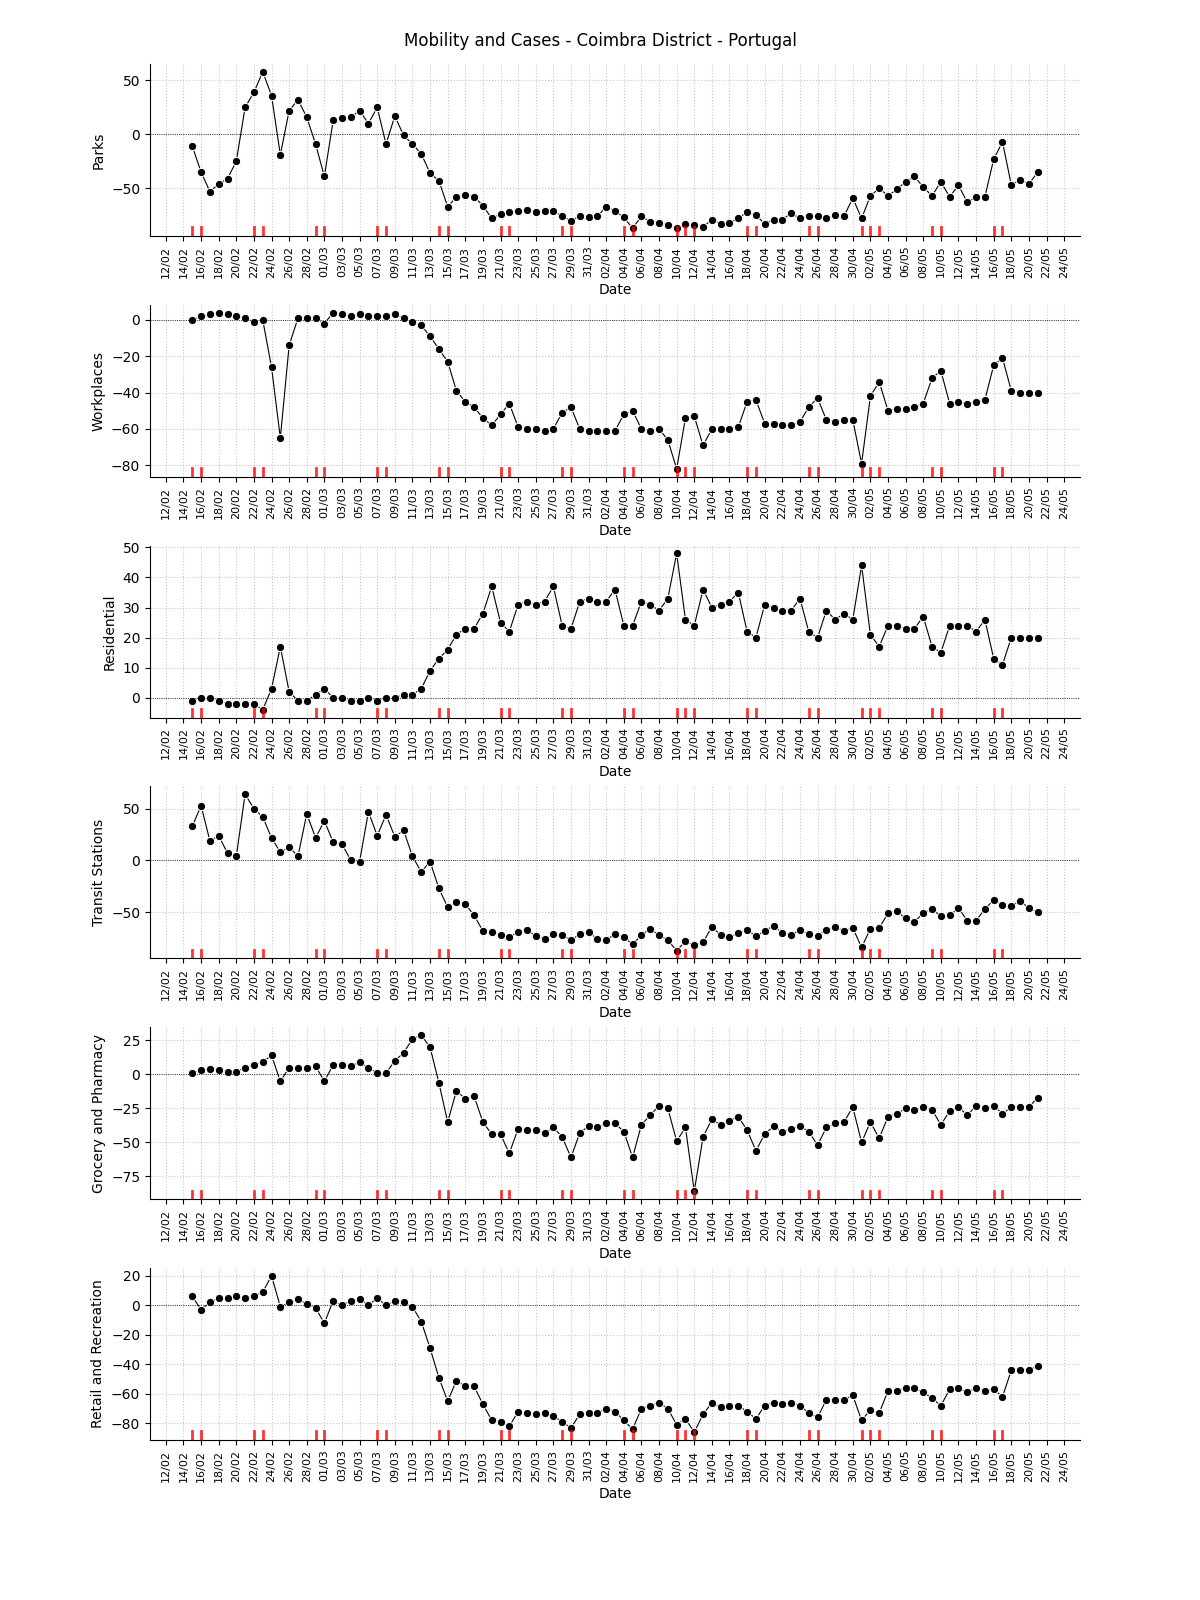 Mobility and Cases - Coimbra District - Portugal
50
0
−50
Parks
12/02 14/02 16/02 18/02 20/02 22/02 24/02 26/02 28/02 01/03 03/03 05/03 07/03 09/03 11/03 13/03 15/03 17/03 19/03 21/03 23/03 25/03 27/03 29/03 31/03 02/04 04/04 06/04 08/04 10/04 12/04 14/04 16/04 18/04 20/04 22/04 24/04 26/04 28/04 30/04 02/05 04/05 06/05 08/05 10/05 12/05 14/05 16/05 18/05 20/05 22/05 24/05
Date
0
−20
−40
−60
−80
Workplaces
12/02 14/02 16/02 18/02 20/02 22/02 24/02 26/02 28/02 01/03 03/03 05/03 07/03 09/03 11/03 13/03 15/03 17/03 19/03 21/03 23/03 25/03 27/03 29/03 31/03 02/04 04/04 06/04 08/04 10/04 12/04 14/04 16/04 18/04 20/04 22/04 24/04 26/04 28/04 30/04 02/05 04/05 06/05 08/05 10/05 12/05 14/05 16/05 18/05 20/05 22/05 24/05
Date
50
40
30
20
10
0
Residential
12/02 14/02 16/02 18/02 20/02 22/02 24/02 26/02 28/02 01/03 03/03 05/03 07/03 09/03 11/03 13/03 15/03 17/03 19/03 21/03 23/03 25/03 27/03 29/03 31/03 02/04 04/04 06/04 08/04 10/04 12/04 14/04 16/04 18/04 20/04 22/04 24/04 26/04 28/04 30/04 02/05 04/05 06/05 08/05 10/05 12/05 14/05 16/05 18/05 20/05 22/05 24/05
Date
50
0
−50
Transit Stations
12/02 14/02 16/02 18/02 20/02 22/02 24/02 26/02 28/02 01/03 03/03 05/03 07/03 09/03 11/03 13/03 15/03 17/03 19/03 21/03 23/03 25/03 27/03 29/03 31/03 02/04 04/04 06/04 08/04 10/04 12/04 14/04 16/04 18/04 20/04 22/04 24/04 26/04 28/04 30/04 02/05 04/05 06/05 08/05 10/05 12/05 14/05 16/05 18/05 20/05 22/05 24/05
Date
25
0
−25
−50
−75
Grocery and Pharmacy
12/02 14/02 16/02 18/02 20/02 22/02 24/02 26/02 28/02 01/03 03/03 05/03 07/03 09/03 11/03 13/03 15/03 17/03 19/03 21/03 23/03 25/03 27/03 29/03 31/03 02/04 04/04 06/04 08/04 10/04 12/04 14/04 16/04 18/04 20/04 22/04 24/04 26/04 28/04 30/04 02/05 04/05 06/05 08/05 10/05 12/05 14/05 16/05 18/05 20/05 22/05 24/05
Date
20
0
−20
−40
−60
−80
Retail and Recreation
12/02 14/02 16/02 18/02 20/02 22/02 24/02 26/02 28/02 01/03 03/03 05/03 07/03 09/03 11/03 13/03 15/03 17/03 19/03 21/03 23/03 25/03 27/03 29/03 31/03 02/04 04/04 06/04 08/04 10/04 12/04 14/04 16/04 18/04 20/04 22/04 24/04 26/04 28/04 30/04 02/05 04/05 06/05 08/05 10/05 12/05 14/05 16/05 18/05 20/05 22/05 24/05
Date